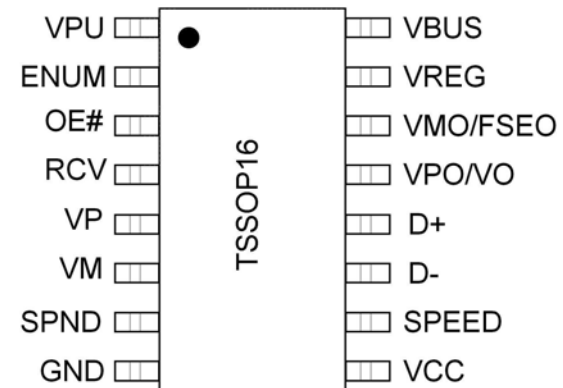 VPU VBUS
ENUM VREG
OE# VMO/FSEO
RCV VPO/VO
TSSOP16
VP D+
VM D-
SPND SPEED
GND VCC